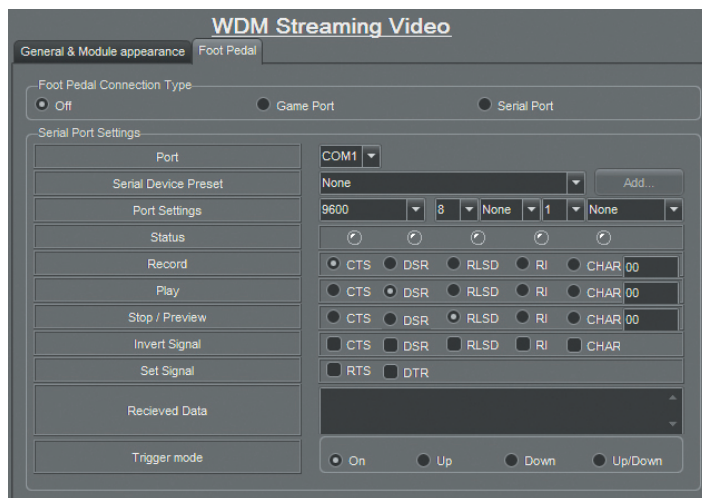 WDM Streaming Video
General & Module appearance Foot Pedal
Foot Pedal Connection Type
Off Game Port Serial Port
Serial Port Settings
Port COM1
Serial Device Preset None Add...
Port Settings 9600 8 None 1 None
Status
Record CTS DSR RLSD RI CHAR 00
Play CTS DSR RLSD RI CHAR 00
Stop / Preview CTS DSR RLSD RI CHAR 00
Invert Signal CTS DSR RLSD RI CHAR
Set Signal RTS DTR
Recieved Data
Trigger mode On Up Down Up/Down